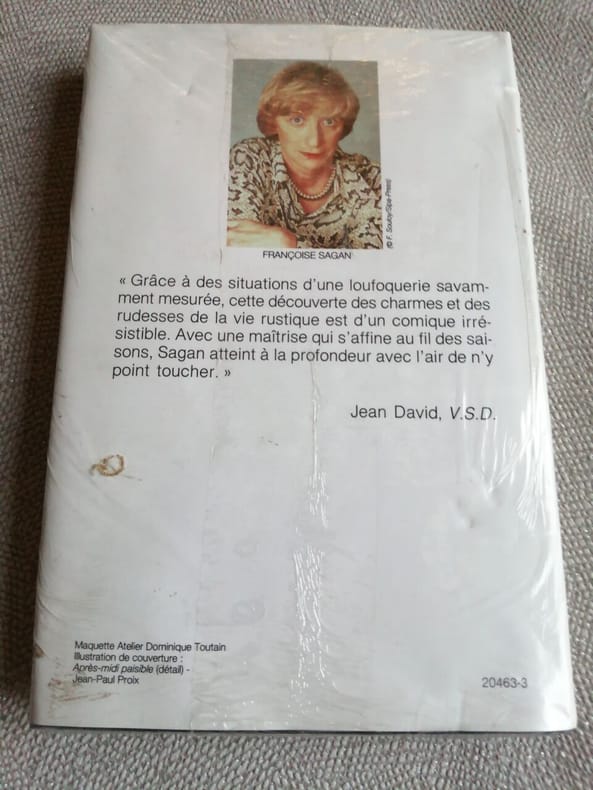 (© F. Souloy/Sipa-Press)
FRANÇOISE SAGAN
« Grâce à des situations d'une loufoquerie savam-
ment mesurée, cette découverte des charmes et des
rudesses de la vie rustique est d'un comique irré-
sistible. Avec une maîtrise qui s'affine au fil des sai-
sons, Sagan atteint à la profondeur avec l'air de n'y
point toucher. »
Jean David, V.S.D.
Maquette Atelier Dominique Toutain
Illustration de couverture :
Après-midi paisible (détail) -
Jean-Paul Proix
20463-3